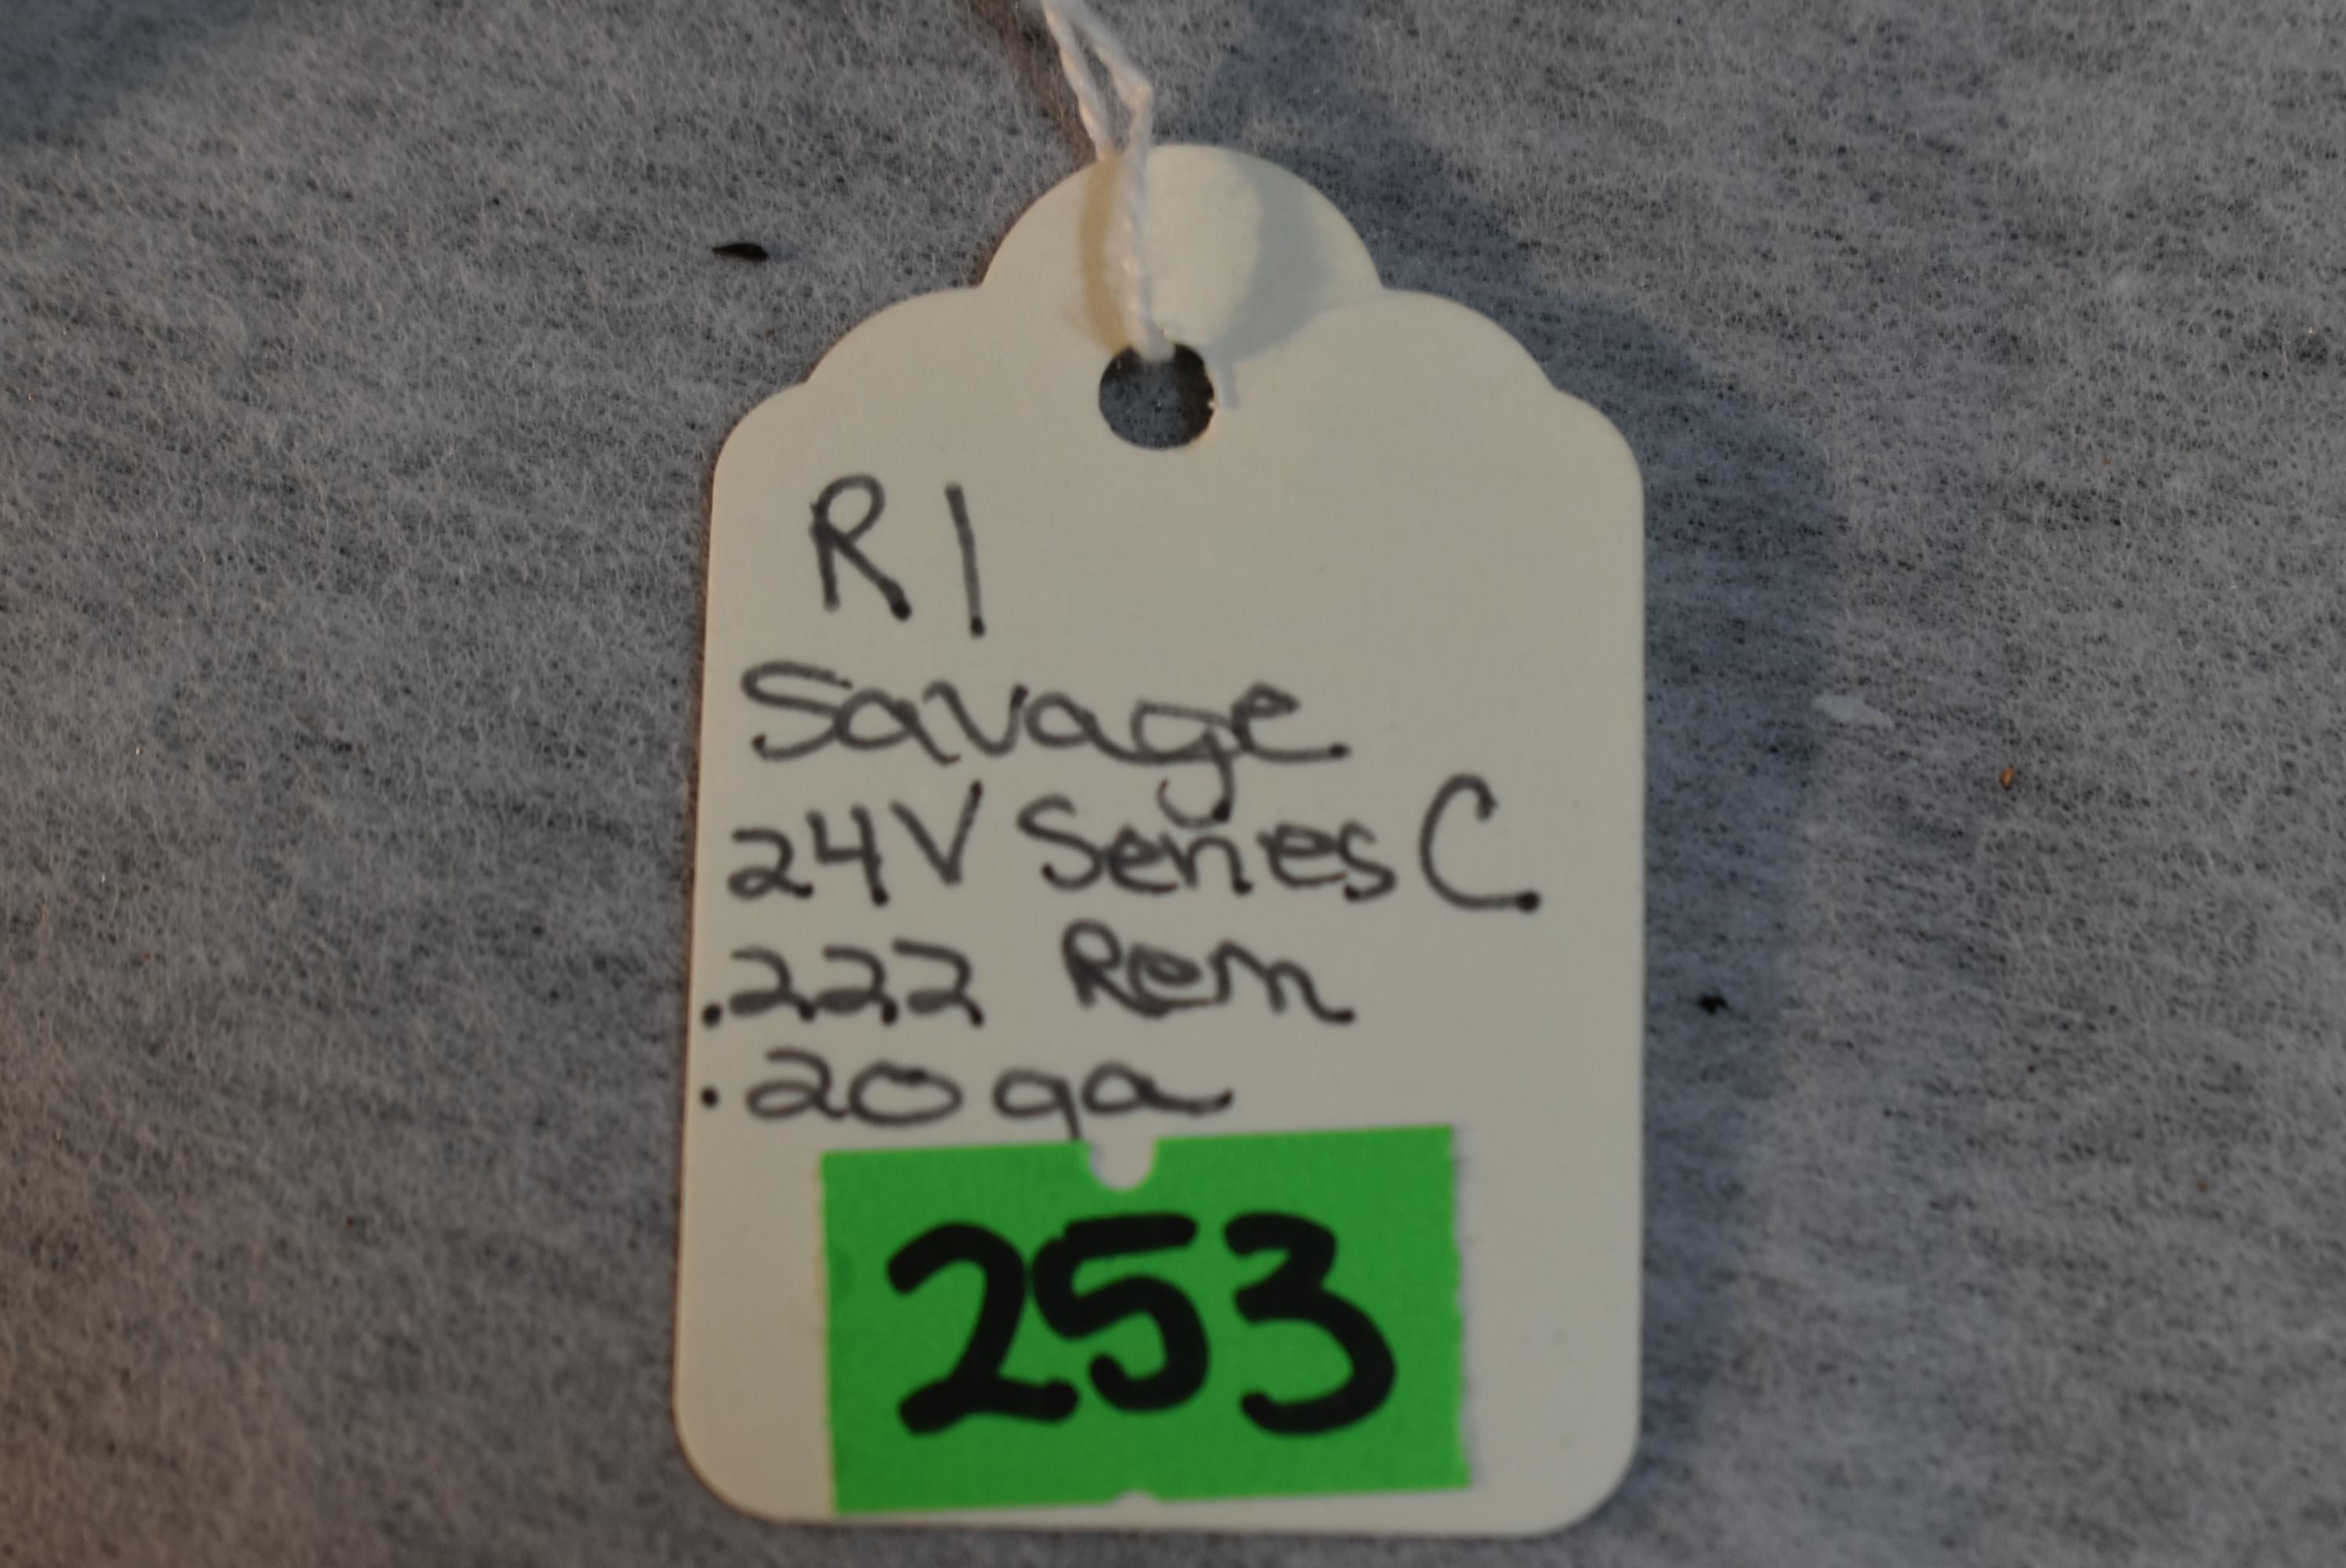 R1
Savage
24V Series C
.222 Rem
.20ga
253